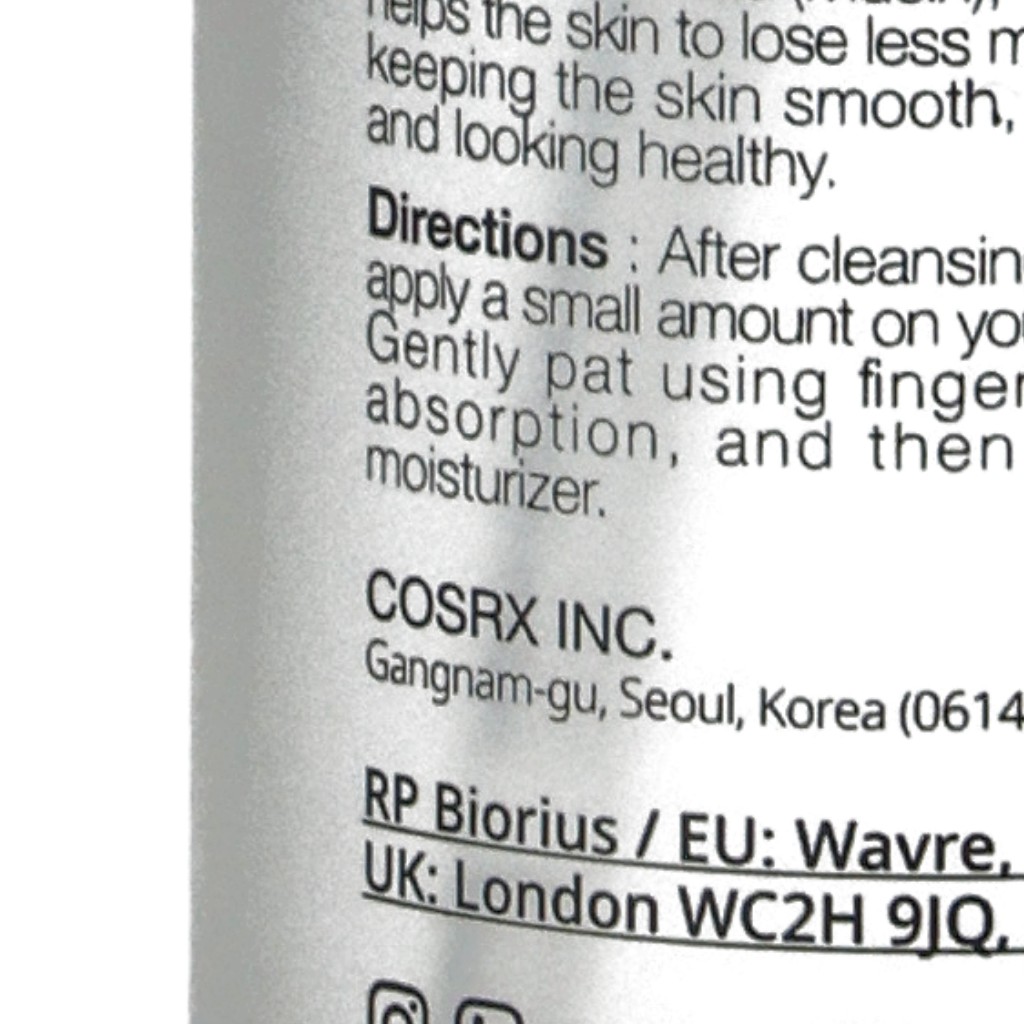 helps the skin to lose less
keeping the skin smooth,
and looking healthy.
Directions : After cleansin
apply a small amount on yo
Gently pat using finger
absorption, and then
moisturizer.
COSRX INC.
Gangnam-gu, Seoul, Korea (0614
RP Biorius / EU: Wavre,
UK: London WC2H 9JQ,